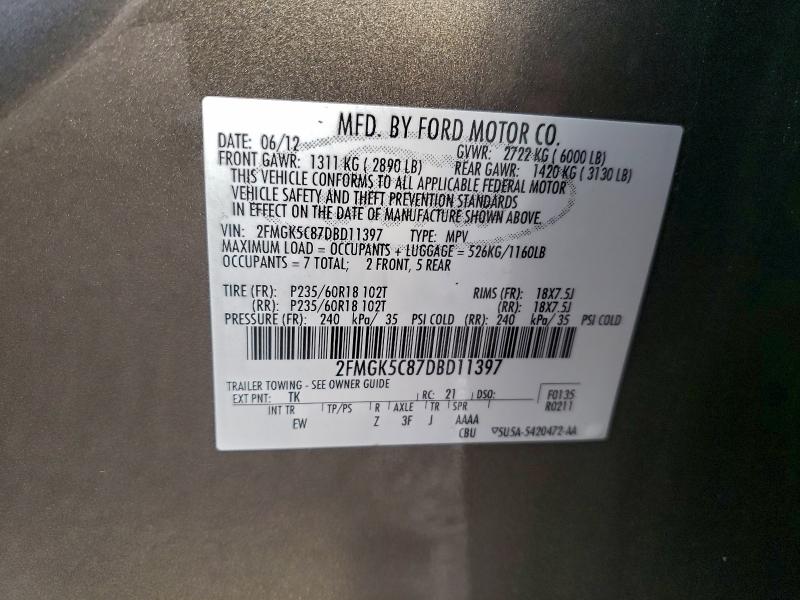 MFD. BY FORD MOTOR CO.
DATE: 06/12 GVWR: 2722 KG ( 6000 LB)
FRONT GAWR: 1311 KG ( 2890 LB) REAR GAWR: 1420 KG ( 3130 LB)
THIS VEHICLE CONFORMS TO ALL APPLICABLE FEDERAL MOTOR
VEHICLE SAFETY AND THEFT PREVENTION STANDARDS
IN EFFECT ON THE DATE OF MANUFACTURE SHOWN ABOVE.
VIN: 2FMGK5C87DBD11397 TYPE: MPV
MAXIMUM LOAD = OCCUPANTS + LUGGAGE = 526KG/1160LB
OCCUPANTS = 7 TOTAL; 2 FRONT, 5 REAR
TIRE (FR): P235/60R18 102T RIMS (FR): 18X7.5J
(RR): P235/60R18 102T (RR): 18X7.5J
PRESSURE (FR): 240 kPa/ 35 PSI COLD (RR): 240 kPa/ 35 PSI COLD
2FMGK5C87DBD11397
TRAILER TOWING - SEE OWNER GUIDE
EXT PNT: TK RC: 21 DSO: F0135
INT TR TP/PS R AXLE TR SPR R0211
EW Z 3F J AAAA
CBU SU5A-5420472-AA